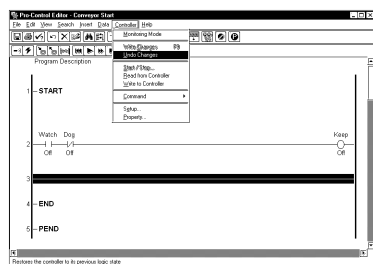 Pro-Control Editor - Conveyor Start
File Edit View Search Insert Data Controller Help
Monitoring Mode
Write Changes F9
Undo Changes
Start / Stop...
Read from Controller
Write to Controller
Command
Setup...
Property...
Program Description
1 START
Watch Dog Keep
2
Off Off Off
3
4 END
5 PEND
Restores the controller to its previous logic state